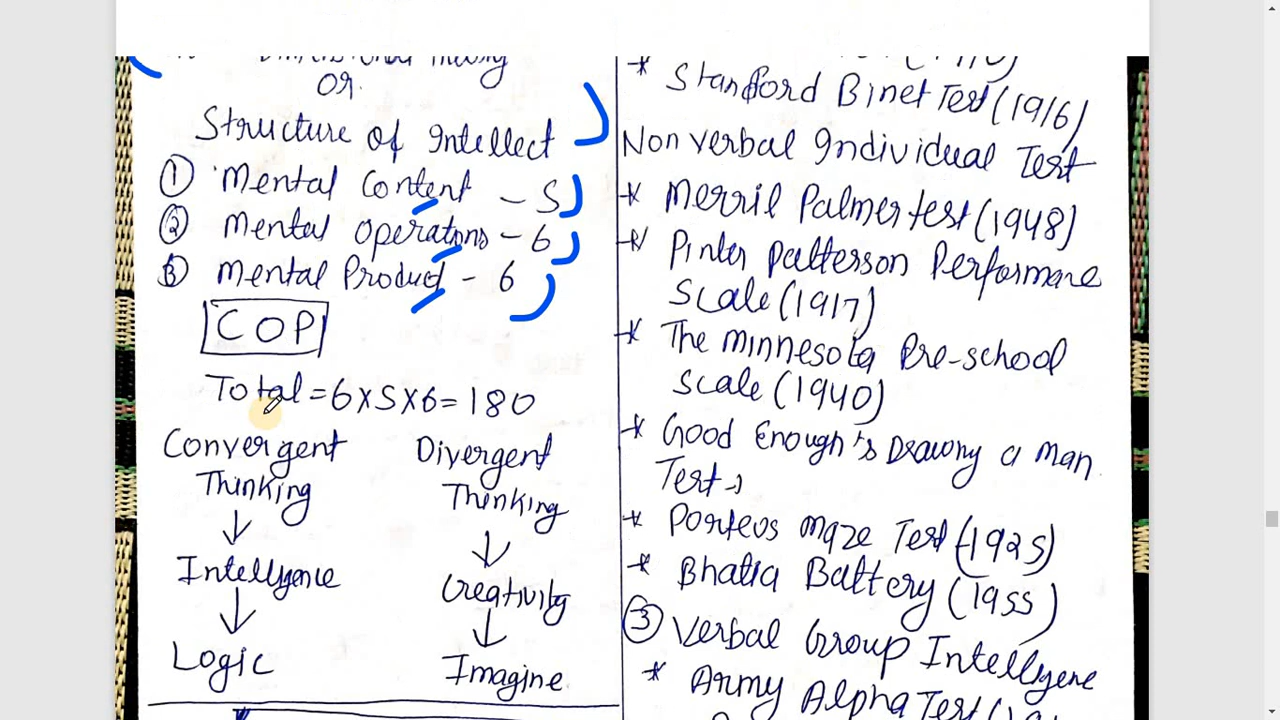 Dimensional Theory
or
Structure of Intellect
① Mental Content - 5
② Mental Operations - 6
③ Mental Product - 6
COP
Total = 6 x 5 x 6 = 180
Convergent Thinking
↓
Intelligence
↓
Logic
Divergent Thinking
↓
Creativity
↓
Imagine
* Stanford Binet Test (1916)
Non verbal Individual Test
* Merril Palmer test (1948)
* Pinter Patterson Performance
Scale (1917)
* The Minnesota Pre-school
Scale (1940)
* Good Enough's Drawing a Man
Test →
* Porteus Maze Test (1925)
* Bhatia Battery (1955)
③ Verbal Group Intelligence
* Army Alpha Test